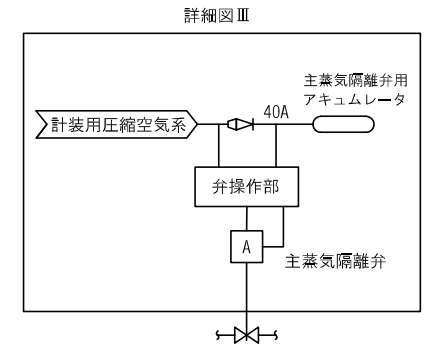 詳細図Ⅲ
主蒸気隔離弁用
アキュムレータ
40A
計装用圧縮空気系
弁操作部
A
主蒸気隔離弁